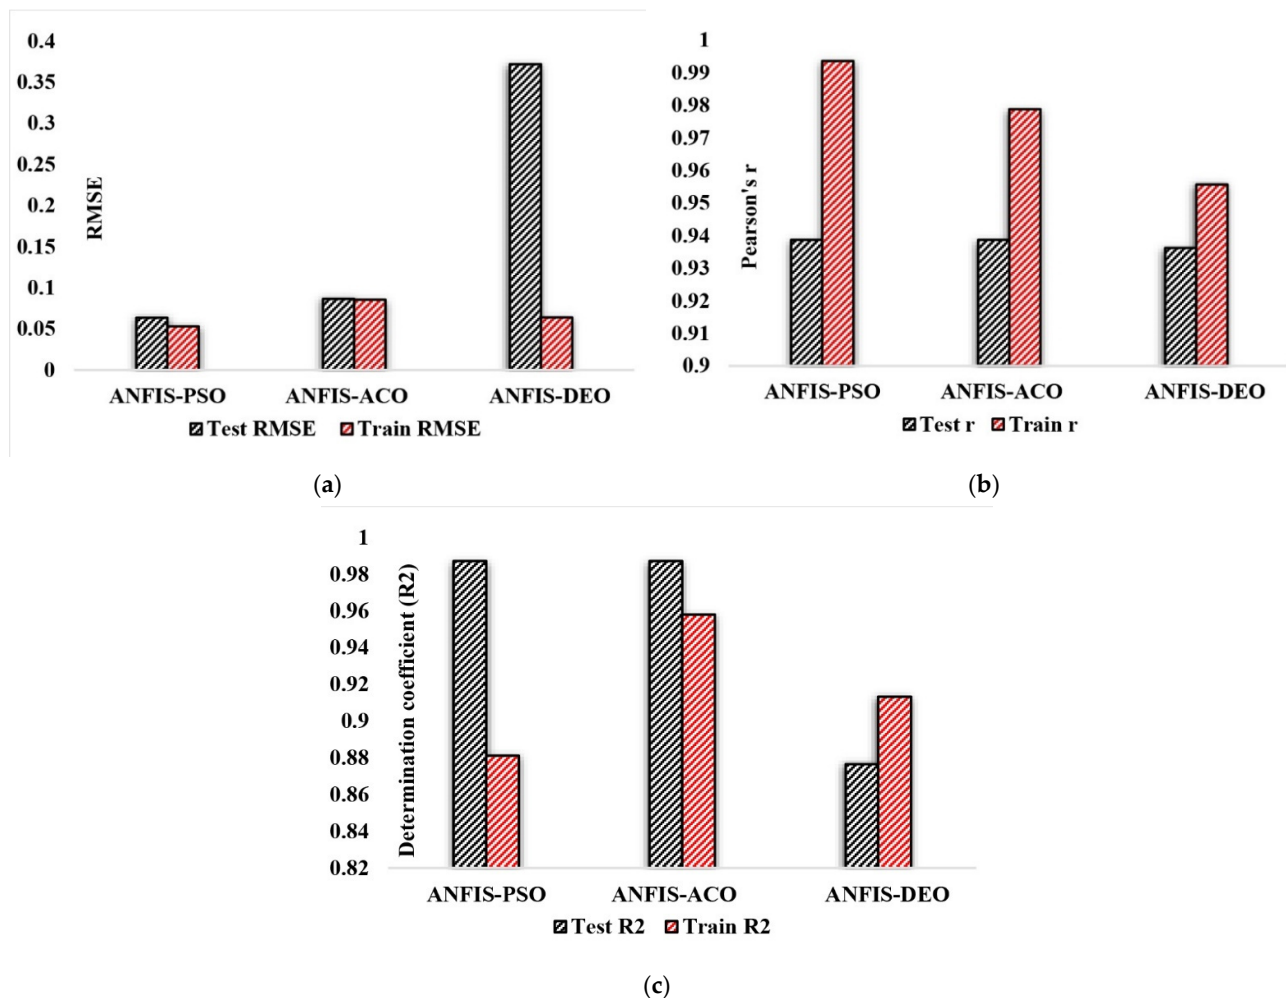 0.4
0.35
0.3
0.25
0.2
0.15
0.1
0.05
0
RMSE
ANFIS-PSO ANFIS-ACO ANFIS-DEO
Test RMSE Train RMSE
(a)
1
0.99
0.98
0.97
0.96
0.95
0.94
0.93
0.92
0.91
0.9
Pearson's r
ANFIS-PSO ANFIS-ACO ANFIS-DEO
Test r Train r
(b)
1
0.98
0.96
0.94
0.92
0.9
0.88
0.86
0.84
0.82
Determination coefficient (R2)
ANFIS-PSO ANFIS-ACO ANFIS-DEO
Test R2 Train R2
(c)